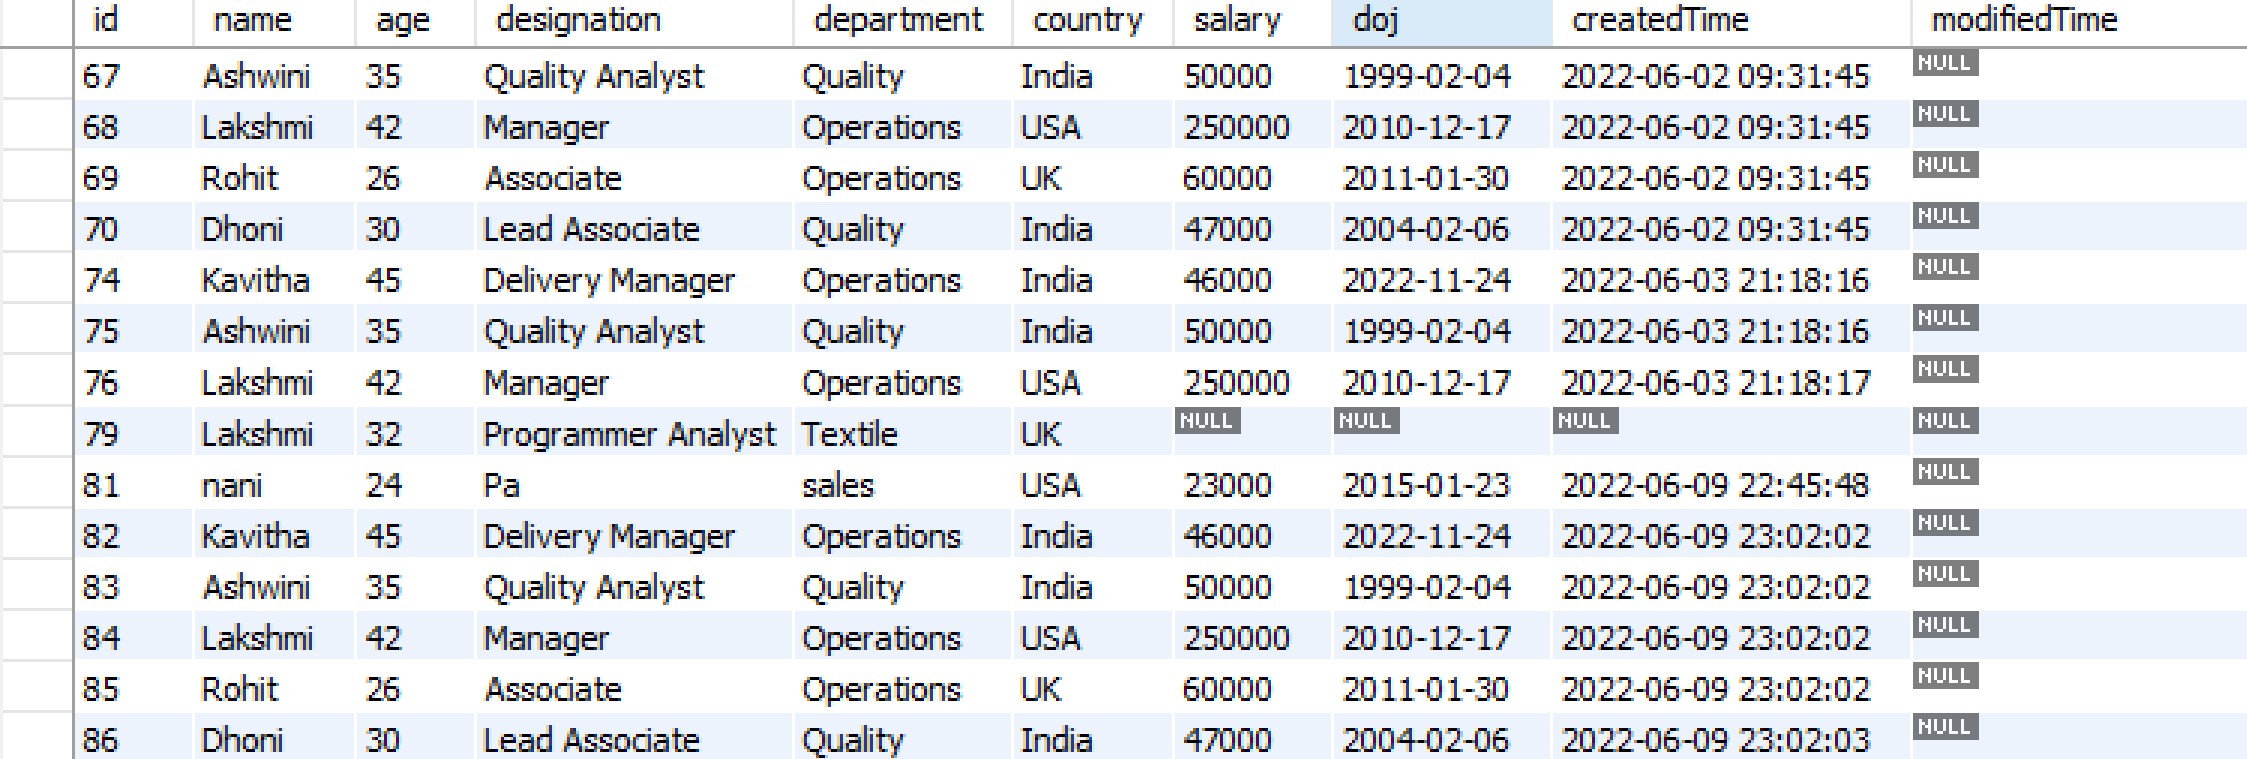 id name age designation department country salary doj createdTime modifiedTime
67 Ashwini 35 Quality Analyst Quality India 50000 1999-02-04 2022-06-02 09:31:45 NULL
68 Lakshmi 42 Manager Operations USA 250000 2010-12-17 2022-06-02 09:31:45 NULL
69 Rohit 26 Associate Operations UK 60000 2011-01-30 2022-06-02 09:31:45 NULL
70 Dhoni 30 Lead Associate Quality India 47000 2004-02-06 2022-06-02 09:31:45 NULL
74 Kavitha 45 Delivery Manager Operations India 46000 2022-11-24 2022-06-03 21:18:16 NULL
75 Ashwini 35 Quality Analyst Quality India 50000 1999-02-04 2022-06-03 21:18:16 NULL
76 Lakshmi 42 Manager Operations USA 250000 2010-12-17 2022-06-03 21:18:17 NULL
79 Lakshmi 32 Programmer Analyst Textile UK NULL NULL NULL NULL
81 nani 24 Pa sales USA 23000 2015-01-23 2022-06-09 22:45:48 NULL
82 Kavitha 45 Delivery Manager Operations India 46000 2022-11-24 2022-06-09 23:02:02 NULL
83 Ashwini 35 Quality Analyst Quality India 50000 1999-02-04 2022-06-09 23:02:02 NULL
84 Lakshmi 42 Manager Operations USA 250000 2010-12-17 2022-06-09 23:02:02 NULL
85 Rohit 26 Associate Operations UK 60000 2011-01-30 2022-06-09 23:02:02 NULL
86 Dhoni 30 Lead Associate Quality India 47000 2004-02-06 2022-06-09 23:02:03 NULL